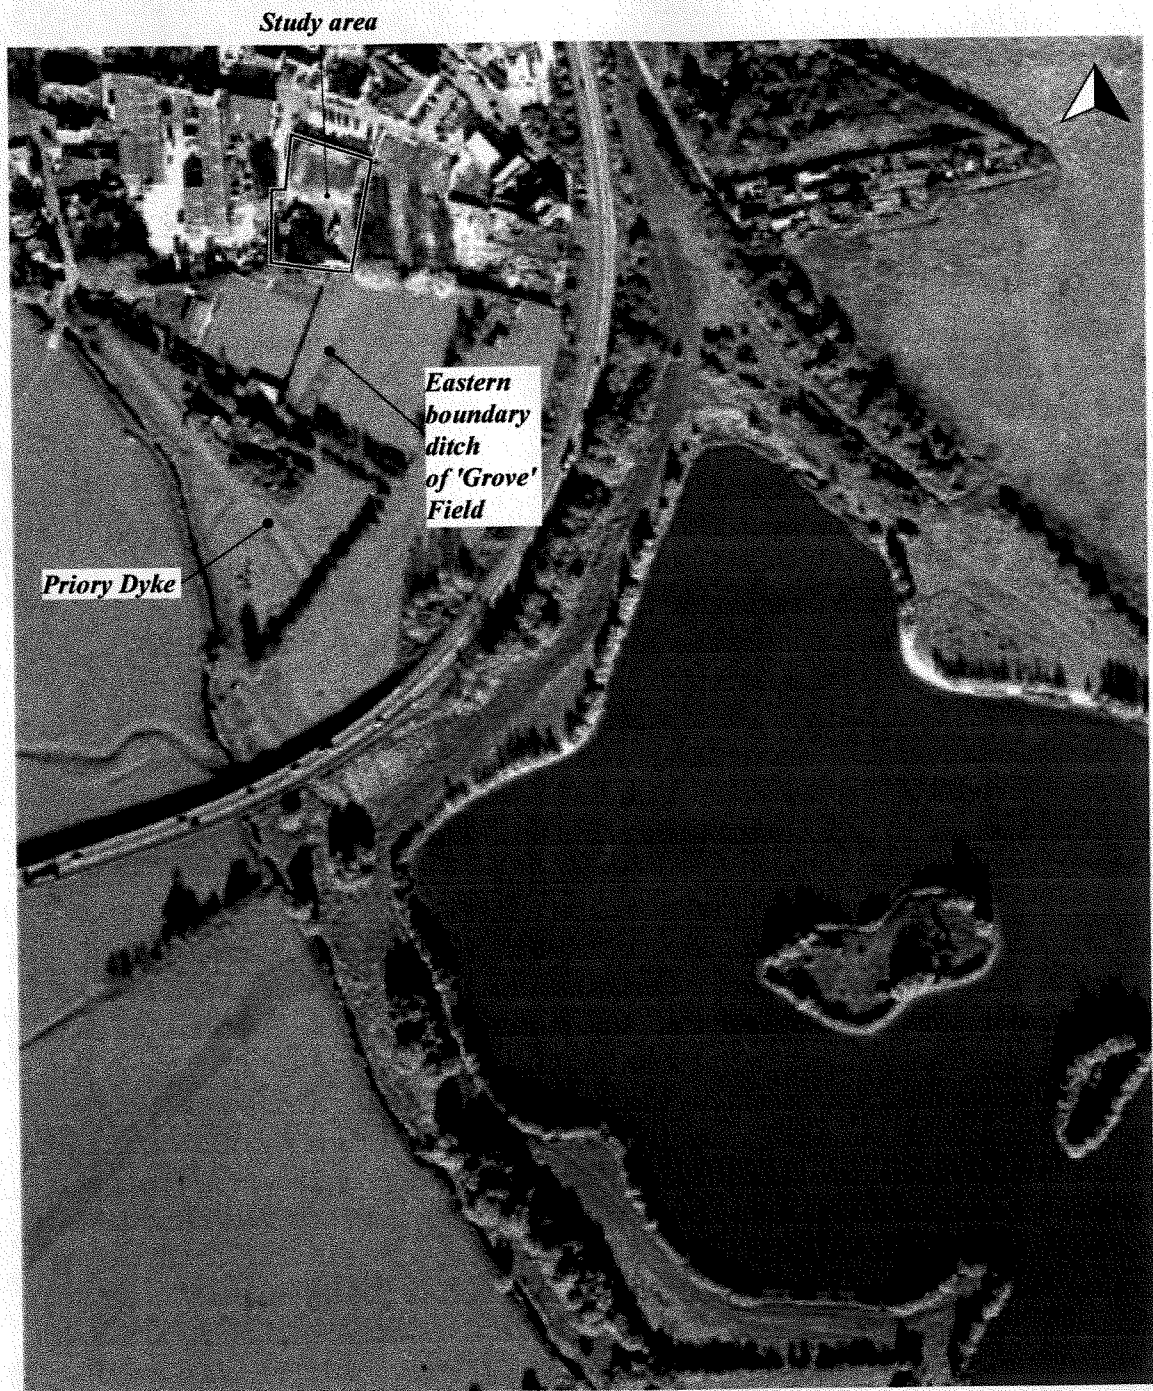 Study area
Eastern
boundary
ditch
of 'Grove'
Field
Priory Dyke